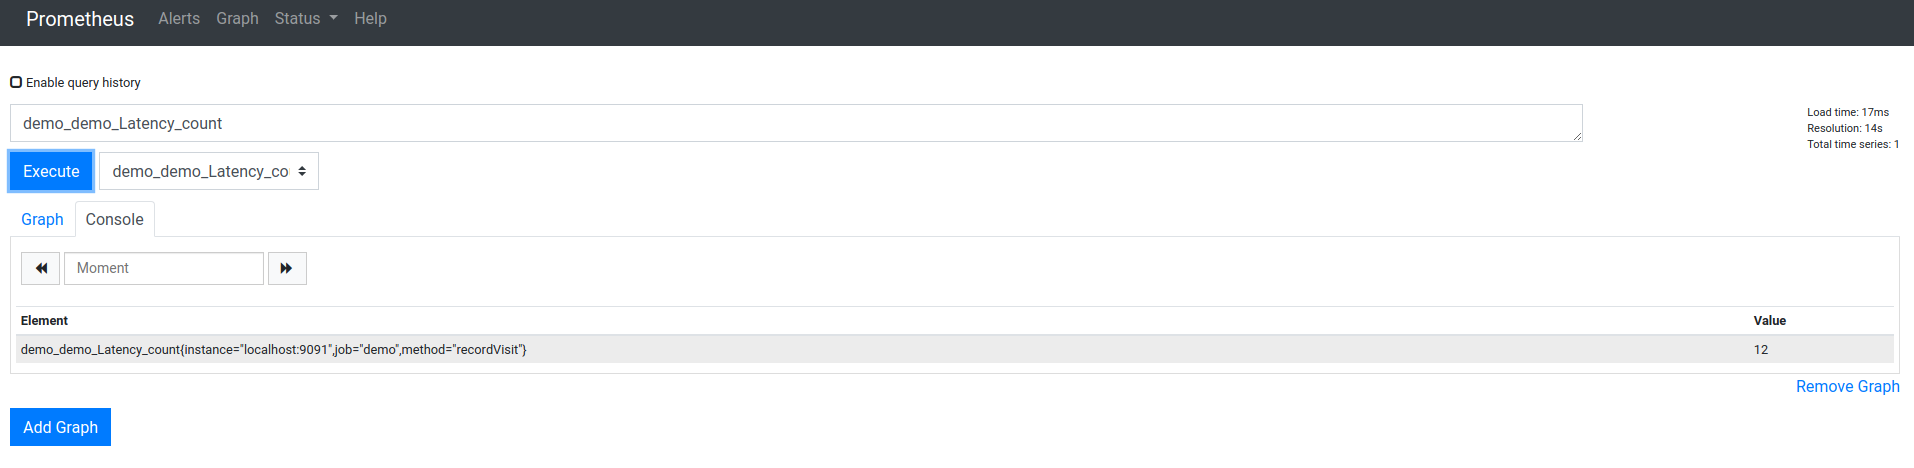 Prometheus Alerts Graph Status Help
Enable query history
demo_demo_Latency_count
Load time: 17ms
Resolution: 14s
Total time series: 1
Execute demo_demo_Latency_co
Graph Console
Moment
Element Value
demo_demo_Latency_count{instance="localhost:9091",job="demo",method="recordVisit"} 12
Remove Graph
Add Graph